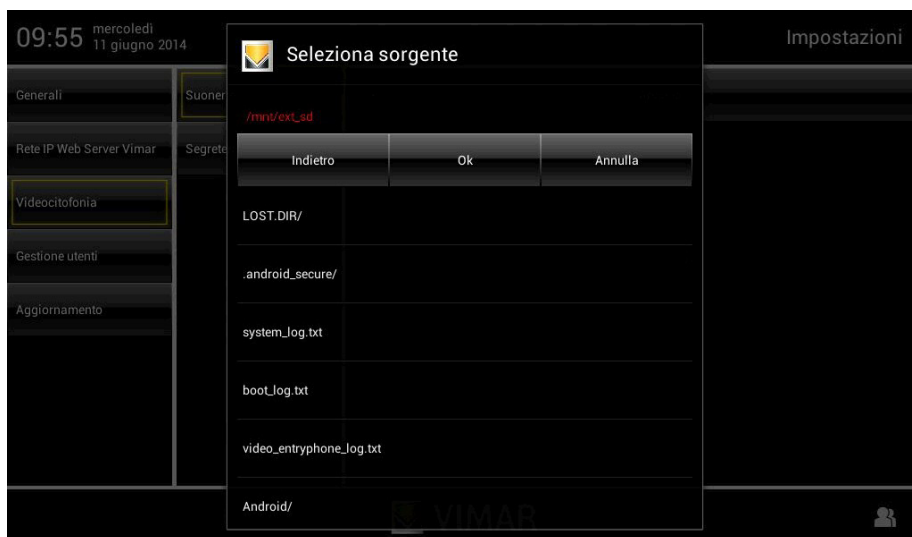 09:55 mercoledì
11 giugno 2014
Impostazioni
Seleziona sorgente
Generali
Suoner
/mnt/ext_sd
Rete IP Web Server Vimar
Segrete
Indietro
Ok
Annulla
Videocitofonia
LOST.DIR/
Gestione utenti
.android_secure/
Aggiornamento
system_log.txt
boot_log.txt
video_entryphone_log.txt
Android/
VIMAR